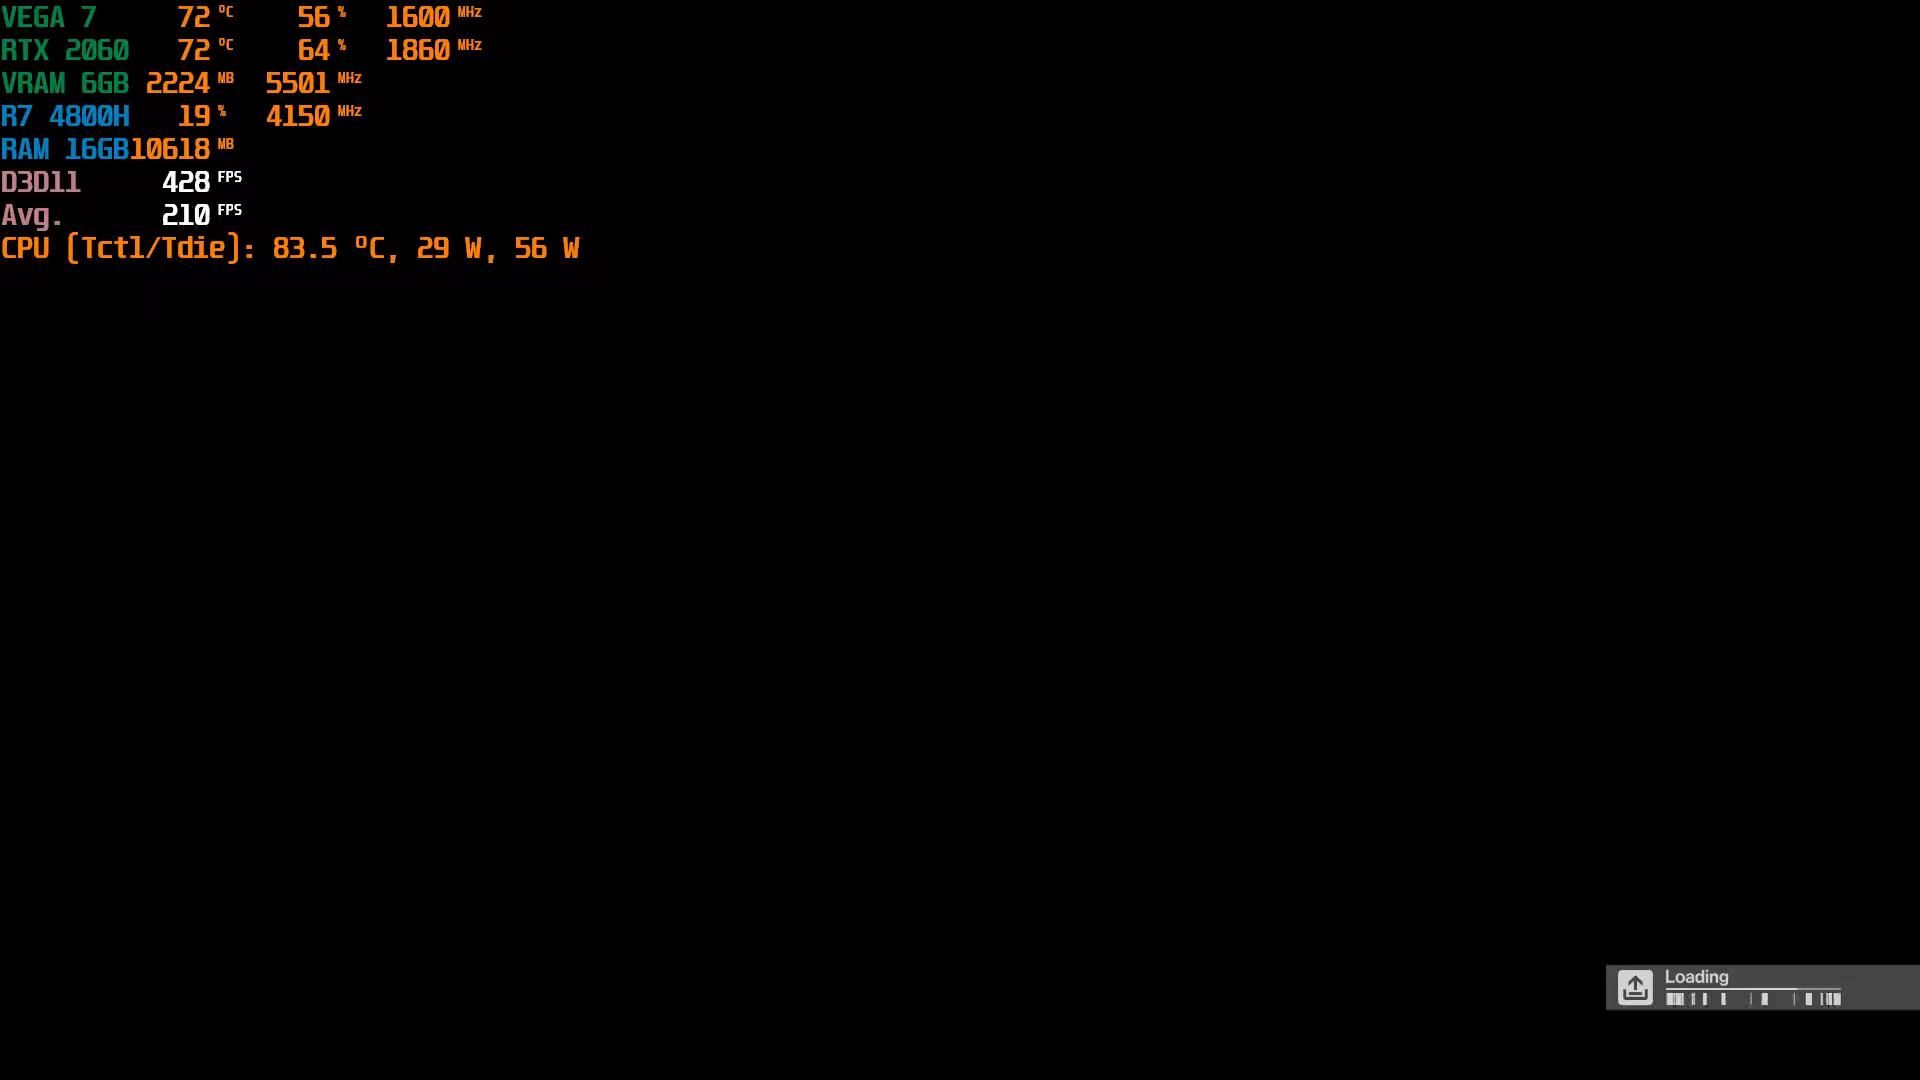 VEGA 7 72 °C 56 % 1600 MHz
RTX 2060 72 °C 64 % 1860 MHz
VRAM 6GB 2224 MB 5501 MHz
R7 4800H 19 % 4150 MHz
RAM 16GB 10618 MB
D3D11 428 FPS
Avg. 210 FPS
CPU [Tctl/Tdie]: 83.5 °C, 29 W, 56 W
Loading